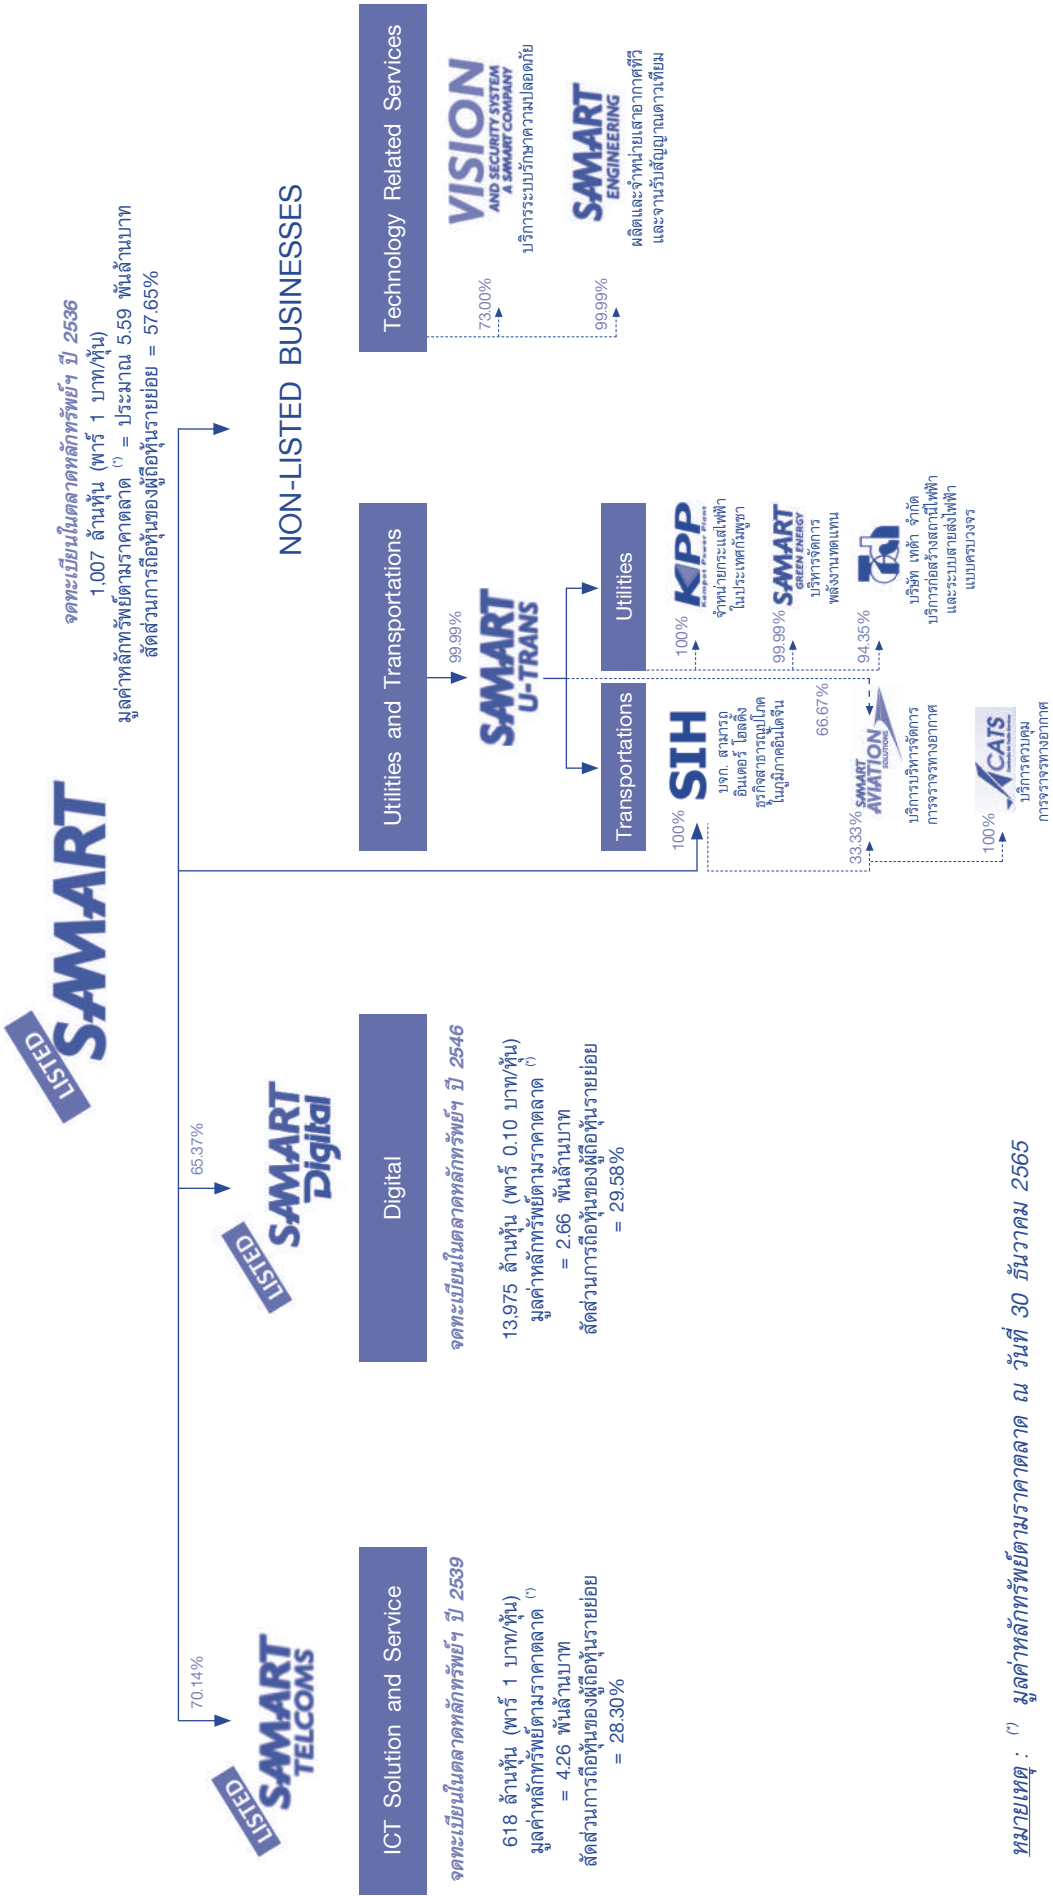 LISTED
SAMART
จดทะเบียนในตลาดหลักทรัพย์ฯ ปี 2536
1,007 ล้านหุ้น (พาร์ 1 บาท/หุ้น)
มูลค่าหลักทรัพย์ตามราคาตลาด (*) = ประมาณ 5.59 พันล้านบาท
สัดส่วนการถือหุ้นของผู้ถือหุ้นรายย่อย = 57.65%
70.14%
LISTED
SAMART
TELCOMS
ICT Solution and Service
จดทะเบียนในตลาดหลักทรัพย์ฯ ปี 2539
618 ล้านหุ้น (พาร์ 1 บาท/หุ้น)
มูลค่าหลักทรัพย์ตามราคาตลาด (*)
= 4.26 พันล้านบาท
สัดส่วนการถือหุ้นของผู้ถือหุ้นรายย่อย
= 28.30%
65.37%
LISTED
SAMART
Digital
Digital
จดทะเบียนในตลาดหลักทรัพย์ฯ ปี 2546
13,975 ล้านหุ้น (พาร์ 0.10 บาท/หุ้น)
มูลค่าหลักทรัพย์ตามราคาตลาด (*)
= 2.66 พันล้านบาท
สัดส่วนการถือหุ้นของผู้ถือหุ้นรายย่อย
= 29.58%
NON-LISTED BUSINESSES
Utilities and Transportations
99.99%
SAMART
U-TRANS
Transportations
100%
SIH
บจก. สามารถ
อินเตอร์ โฮลดิ้ง
ธุรกิจสาธารณูปโภค
ในภูมิภาคอินโดจีน
66.67%
33.33%
SAMART
AVIATION
SOLUTIONS
บริการบริหารจัดการ
การจราจรทางอากาศ
100%
CATS
บริการควบคุม
การจราจรทางอากาศ
Utilities
100%
KPP
Kampot Power Plant
จำหน่ายกระแสไฟฟ้า
ในประเทศกัมพูชา
99.99%
SAMART
GREEN ENERGY
บริหารจัดการ
พลังงานทดแทน
94.35%
บริษัท เทด้า จำกัด
บริการก่อสร้างสถานีไฟฟ้า
และระบบสายส่งไฟฟ้า
แบบครบวงจร
Technology Related Services
73.00%
VISION
AND SECURITY SYSTEM
A SAMART COMPANY
บริการระบบรักษาความปลอดภัย
99.99%
SAMART
ENGINEERING
ผลิตและจำหน่ายเสาอากาศทีวี
และจานรับสัญญาณดาวเทียม
หมายเหตุ : (*) มูลค่าหลักทรัพย์ตามราคาตลาด ณ วันที่ 30 ธันวาคม 2565